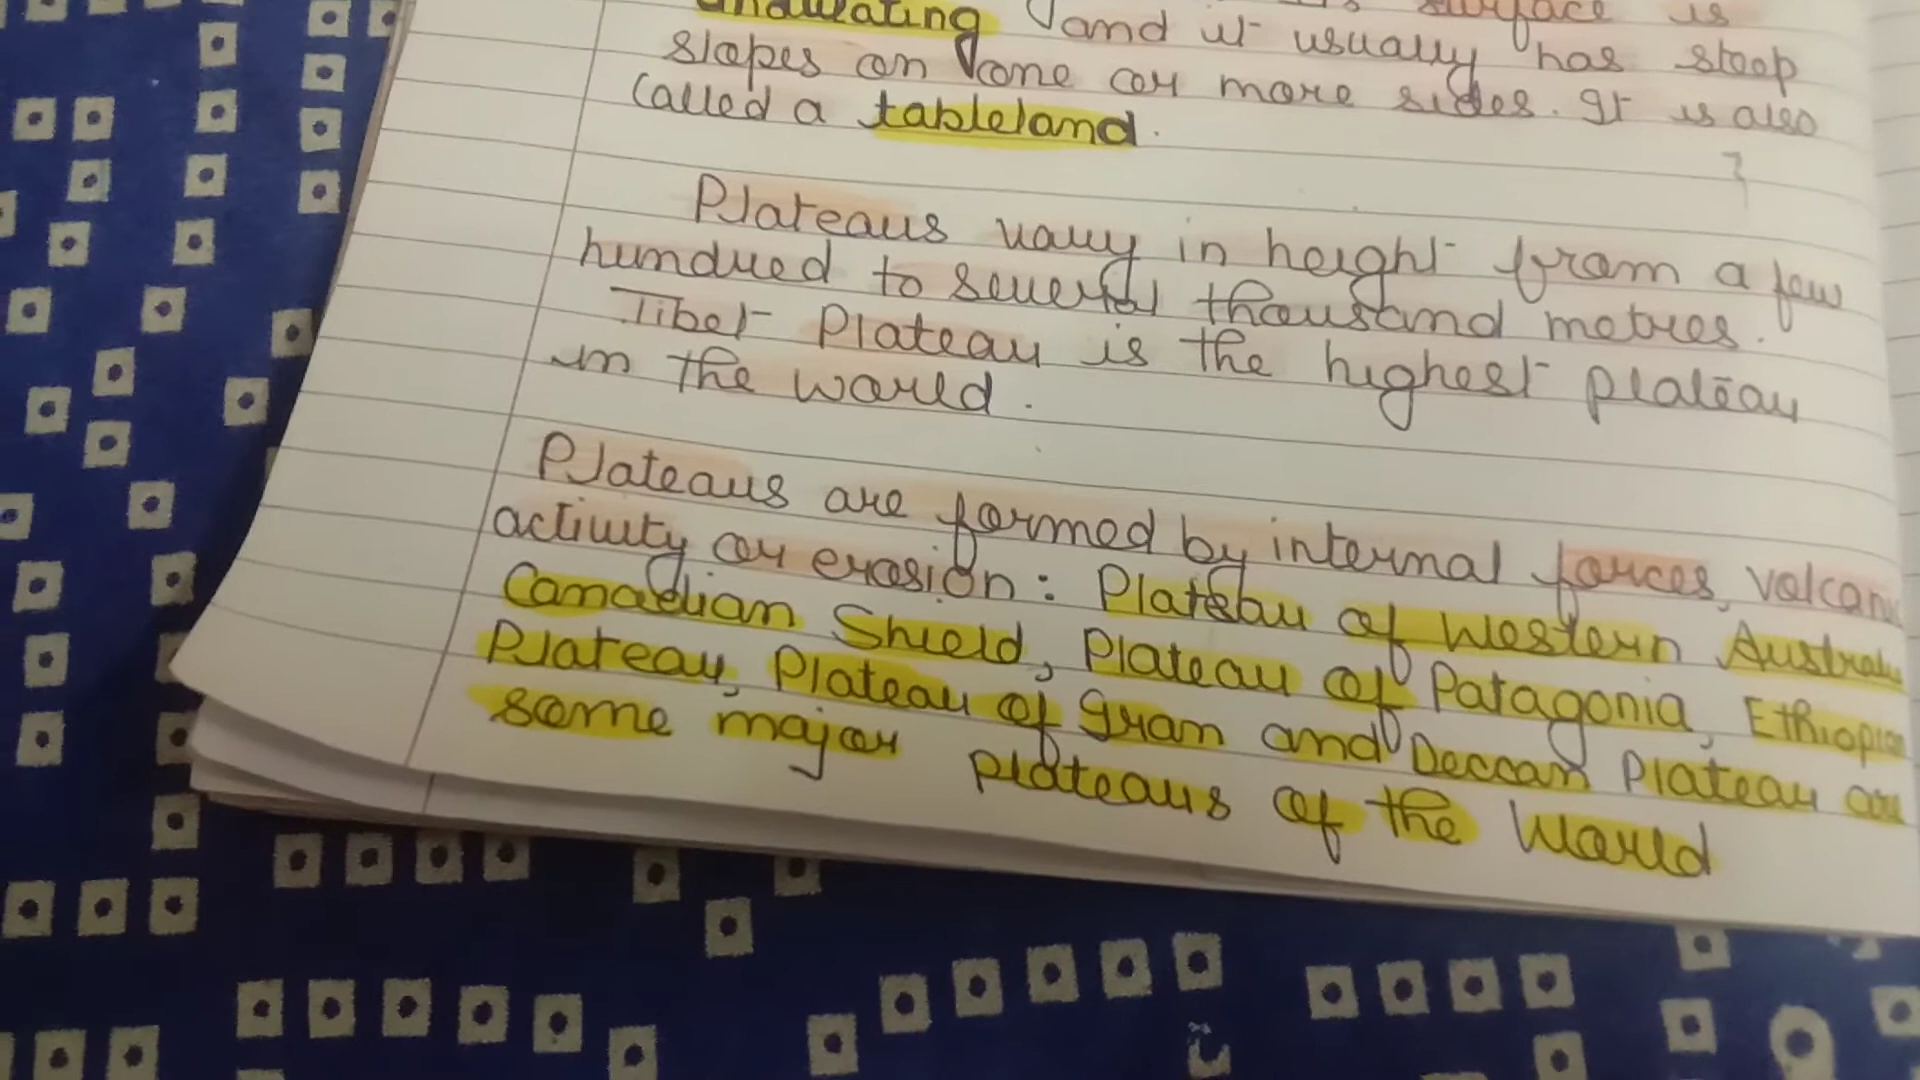 undulating and it usually has steep
surface is
slopes on one or more sides. It is also
called a tableland.
Plateaus vary in height from a few
hundred to several thousand metres.
Tibet Plateau is the highest plateau
in the world.
Plateaus are formed by internal forces, volcanic
activity or erosion: Plateau of Western Australia
Canadian Shield, Plateau of Patagonia, Ethiopian
Plateau, Plateau of Iran and Deccan Plateau are
some major plateaus of the World